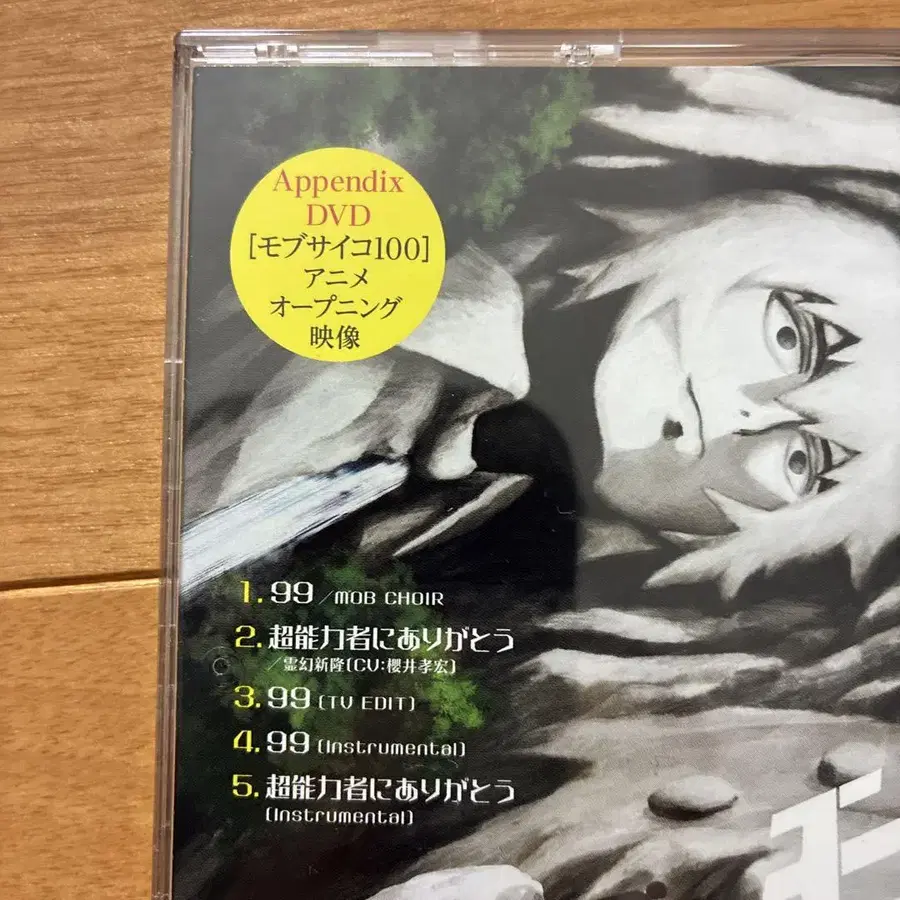 Appendix
DVD
[モブサイコ100]
アニメ
オープニング
映像
1. 99 /MOB CHOIR
2. 超能力者にありがとう
/霊幻新隆(CV:櫻井孝宏)
3. 99 (TV EDIT)
4. 99 (Instrumental)
5. 超能力者にありがとう
(Instrumental)